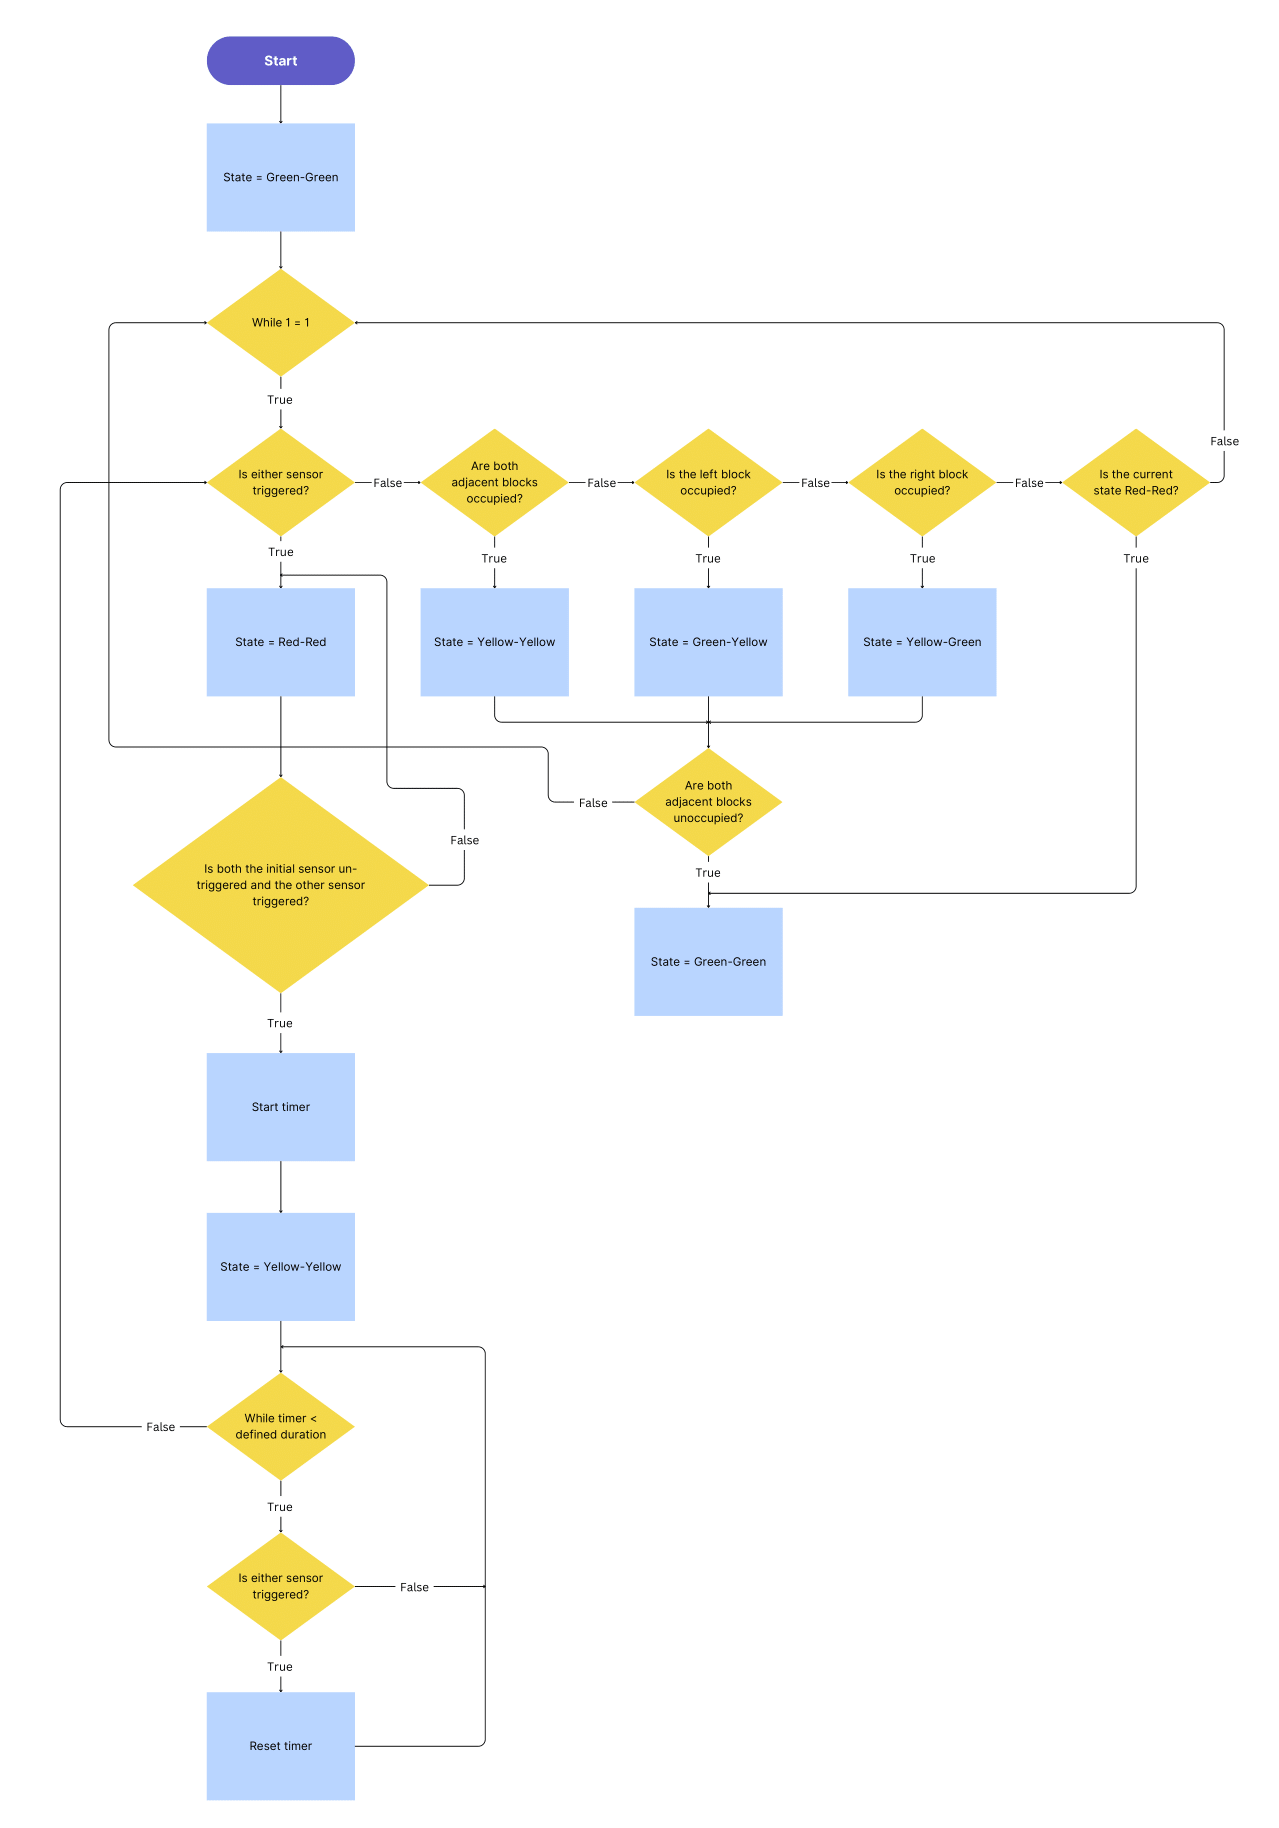 Start
State = Green-Green
While 1 = 1
True
False
Is either sensor
triggered?
False
Are both
adjacent blocks
occupied?
False
Is the left block
occupied?
False
Is the right block
occupied?
False
Is the current
state Red-Red?
True
True
True
True
True
State = Red-Red
State = Yellow-Yellow
State = Green-Yellow
State = Yellow-Green
Are both
adjacent blocks
unoccupied?
False
False
True
Is both the initial sensor un-
triggered and the other sensor
triggered?
State = Green-Green
True
Start timer
State = Yellow-Yellow
While timer <
defined duration
False
True
Is either sensor
triggered?
False
True
Reset timer